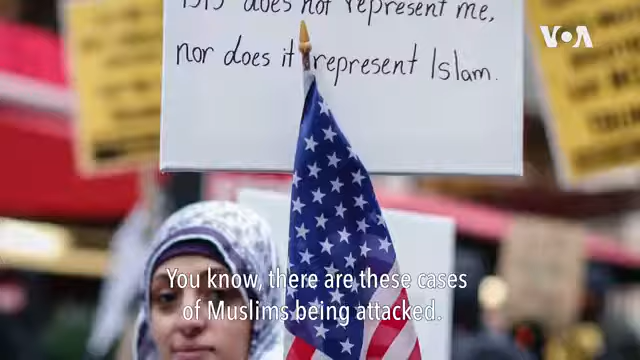 VOA
ISIS does not represent me,
nor does it represent Islam.
You know, there are these cases
of Muslims being attacked.